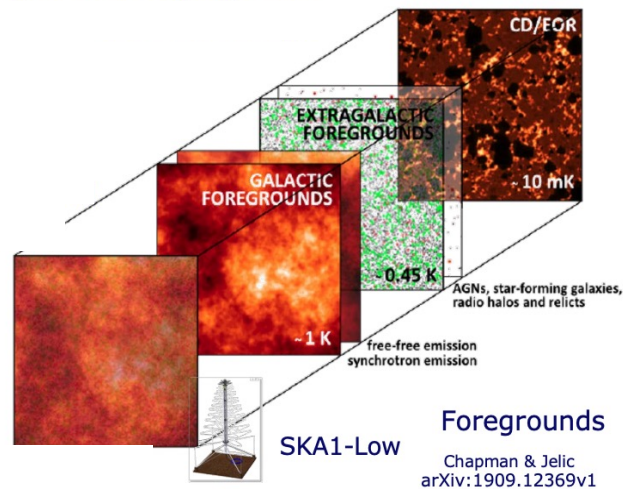 CD/EOR
~10 mK
EXTRAGALACTIC
FOREGROUNDS
~0.45 K
AGNs, star-forming galaxies,
radio halos and relicts
GALACTIC
FOREGROUNDS
~1 K
free-free emission
synchrotron emission
SKA1-Low
Foregrounds
Chapman & Jelic
arXiv:1909.12369v1